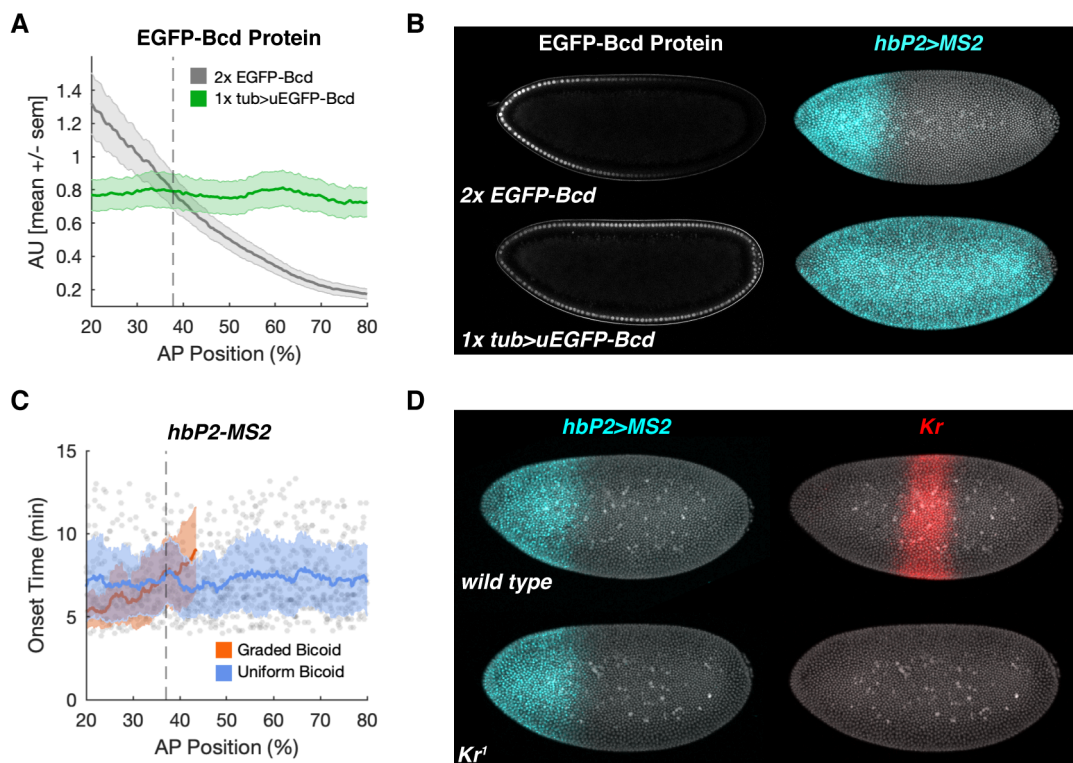 A
EGFP-Bcd Protein
2x EGFP-Bcd
1x tub>uEGFP-Bcd
AU [mean +/- sem]
1.4
1.2
1
0.8
0.6
0.4
0.2
20 30 40 50 60 70 80
AP Position (%)
B
EGFP-Bcd Protein
hbP2>MS2
2x EGFP-Bcd
1x tub>uEGFP-Bcd
C
hbP2-MS2
Onset Time (min)
15
10
5
0
Graded Bicoid
Uniform Bicoid
20 30 40 50 60 70 80
AP Position (%)
D
hbP2>MS2
Kr
wild type
Kr1